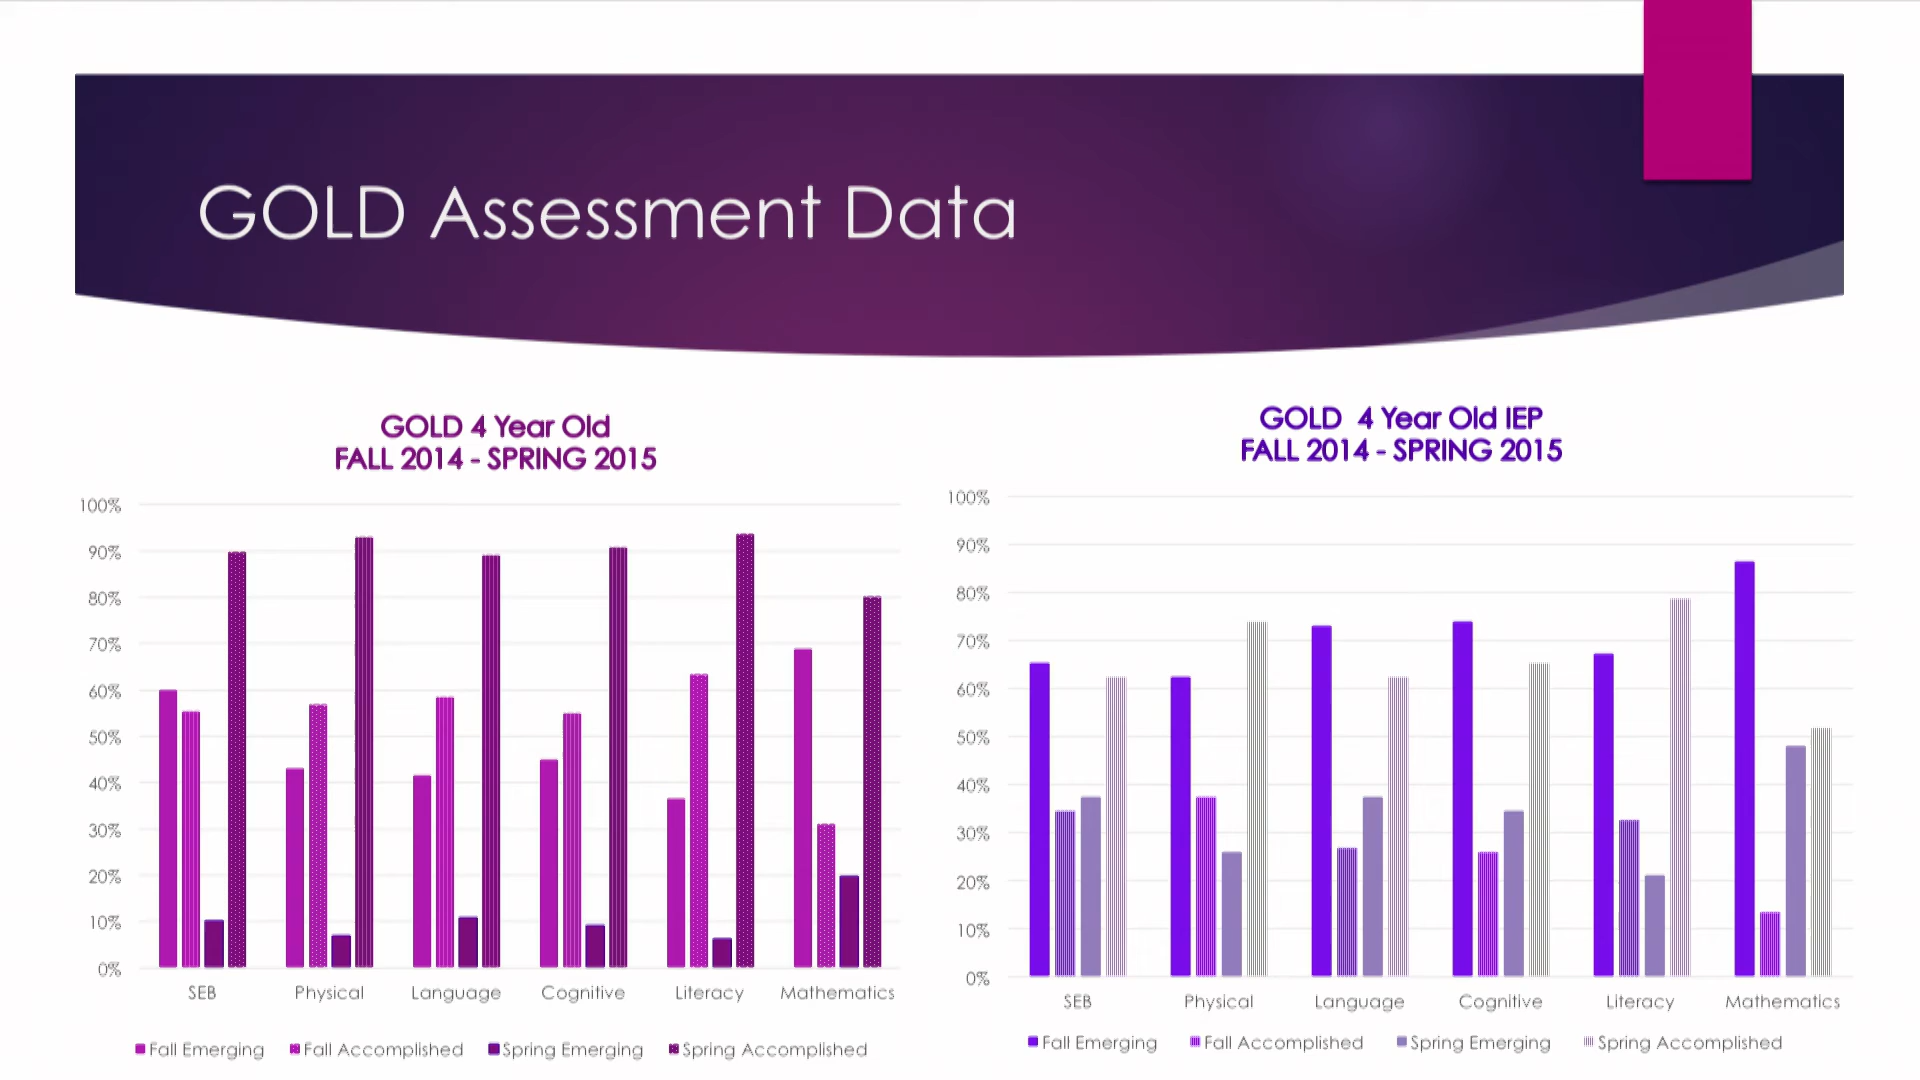 GOLD Assessment Data
GOLD 4 Year Old
FALL 2014 - SPRING 2015
100%
90%
80%
70%
60%
50%
40%
30%
20%
10%
0%
SEB Physical Language Cognitive Literacy Mathematics
Fall Emerging Fall Accomplished Spring Emerging Spring Accomplished
GOLD 4 Year Old IEP
FALL 2014 - SPRING 2015
100%
90%
80%
70%
60%
50%
40%
30%
20%
10%
0%
SEB Physical Language Cognitive Literacy Mathematics
Fall Emerging Fall Accomplished Spring Emerging Spring Accomplished